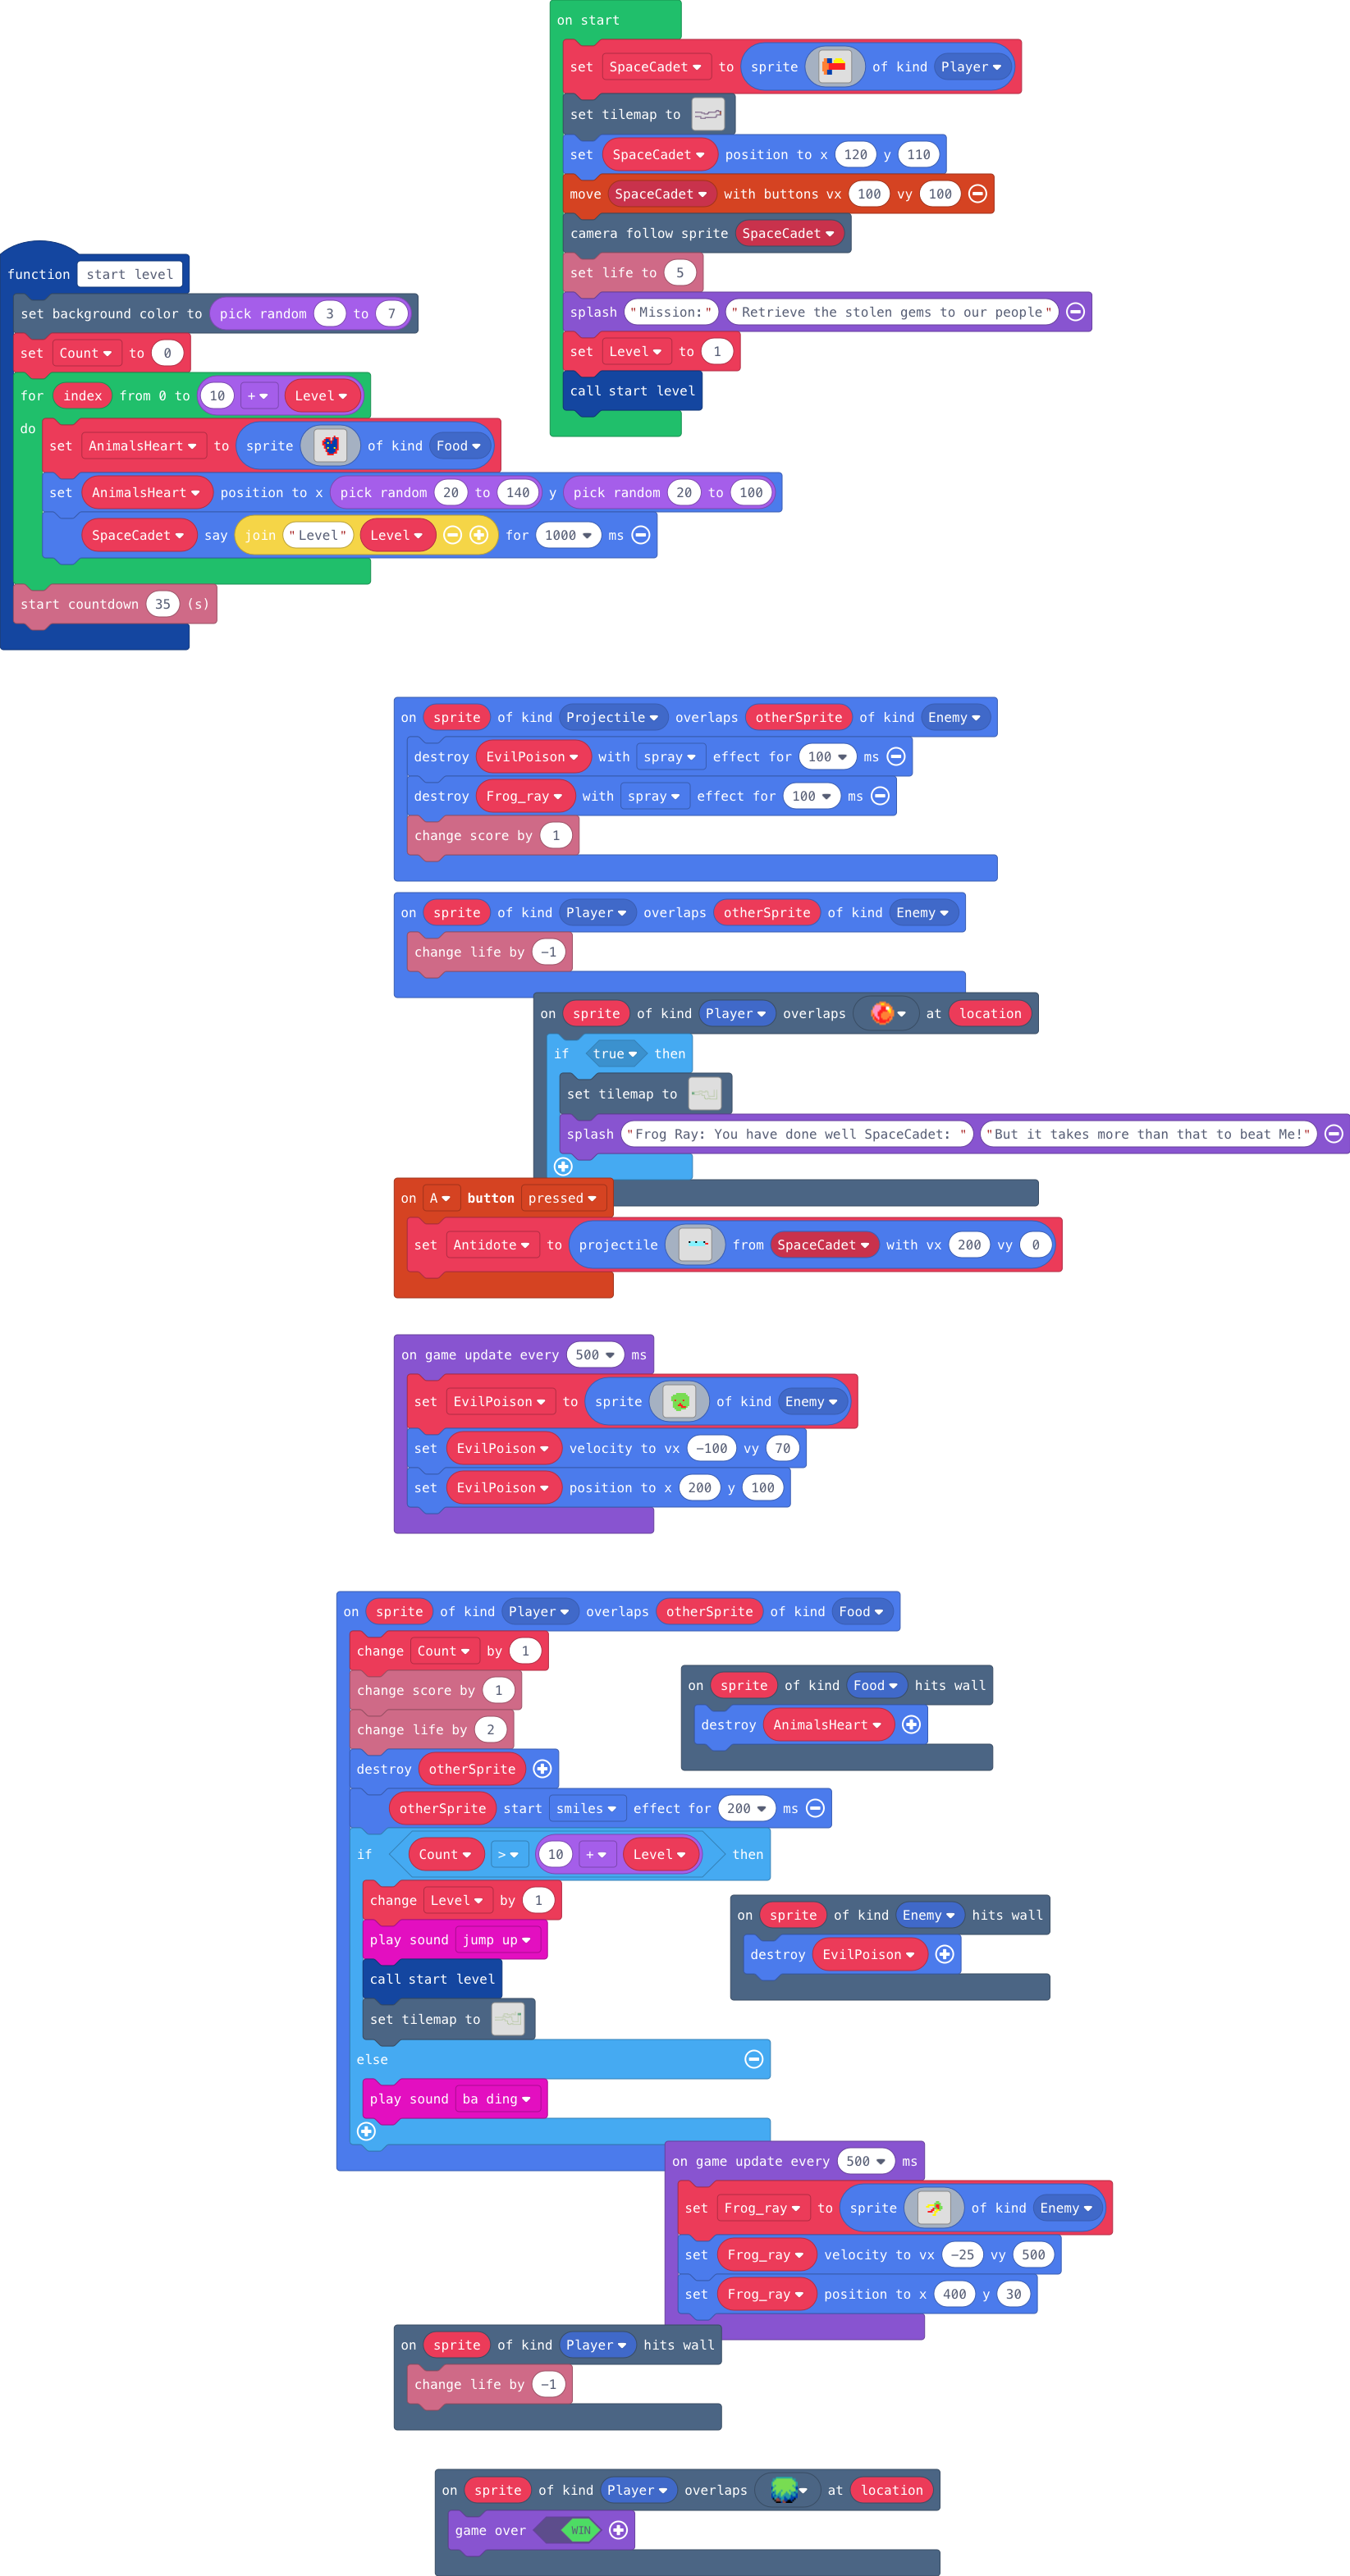 on start
set SpaceCadet to sprite of kind Player
set tilemap to
set SpaceCadet position to x 120 y 110
move SpaceCadet with buttons vx 100 vy 100
camera follow sprite SpaceCadet
set life to 5
splash "Mission:" "Retrieve the stolen gems to our people"
set Level to 1
call start level
function start level
set background color to pick random 3 to 7
set Count to 0
for index from 0 to 10 + Level
do
set AnimalsHeart to sprite of kind Food
set AnimalsHeart position to x pick random 20 to 140 y pick random 20 to 100
SpaceCadet say join "Level" Level for 1000 ms
start countdown 35 (s)
on sprite of kind Projectile overlaps otherSprite of kind Enemy
destroy EvilPoison with spray effect for 100 ms
destroy Frog_ray with spray effect for 100 ms
change score by 1
on sprite of kind Player overlaps otherSprite of kind Enemy
change life by -1
on sprite of kind Player overlaps at location
if true then
set tilemap to
splash "Frog Ray: You have done well SpaceCadet: " "But it takes more than that to beat Me!"
on A button pressed
set Antidote to projectile from SpaceCadet with vx 200 vy 0
on game update every 500 ms
set EvilPoison to sprite of kind Enemy
set EvilPoison velocity to vx -100 vy 70
set EvilPoison position to x 200 y 100
on sprite of kind Player overlaps otherSprite of kind Food
change Count by 1
change score by 1
change life by 2
destroy otherSprite
otherSprite start smiles effect for 200 ms
if Count > 10 + Level then
change Level by 1
play sound jump up
call start level
set tilemap to
else
play sound ba ding
on sprite of kind Food hits wall
destroy AnimalsHeart
on sprite of kind Enemy hits wall
destroy EvilPoison
on game update every 500 ms
set Frog_ray to sprite of kind Enemy
set Frog_ray velocity to vx -25 vy 500
set Frog_ray position to x 400 y 30
on sprite of kind Player hits wall
change life by -1
on sprite of kind Player overlaps at location
game over WIN